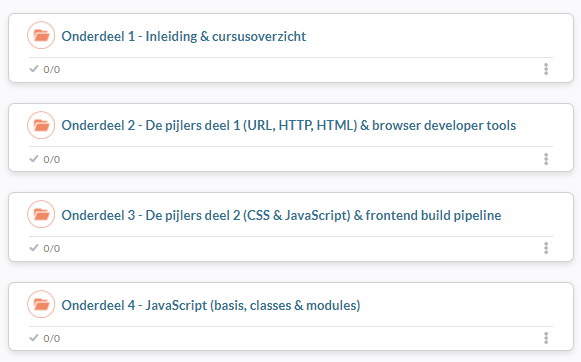 Onderdeel 1 - Inleiding & cursusoverzicht
0/0
Onderdeel 2 - De pijlers deel 1 (URL, HTTP, HTML) & browser developer tools
0/0
Onderdeel 3 - De pijlers deel 2 (CSS & JavaScript) & frontend build pipeline
0/0
Onderdeel 4 - JavaScript (basis, classes & modules)
0/0